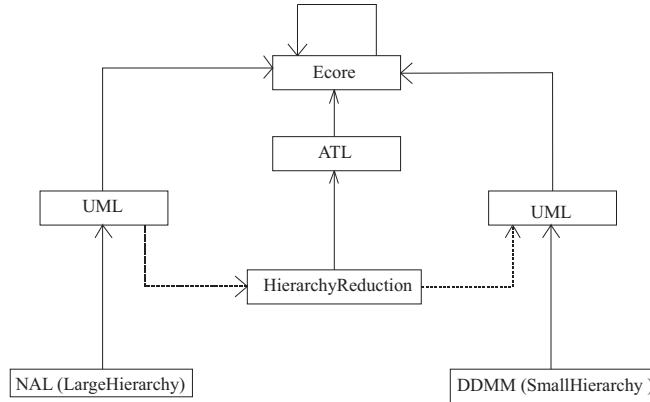 Ecore
ATL
UML
UML
HierarchyReduction
NAL (LargeHierarchy)
DDMM (SmallHierarchy )